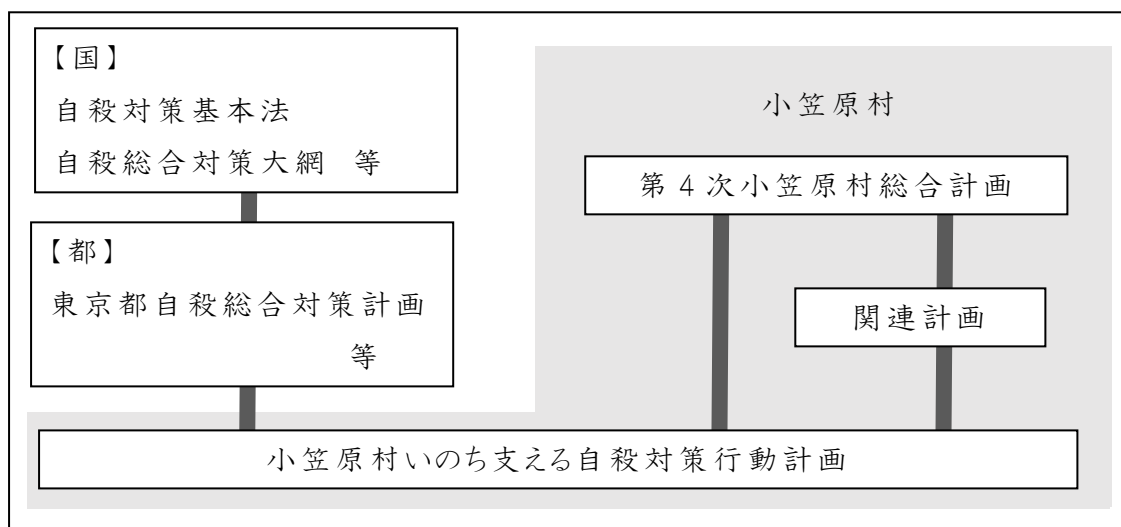 【国】
自殺対策基本法
自殺総合対策大網 等
【都】
東京都自殺総合対策計画
等
小笠原村
第4次小笠原村総合計画
関連計画
小笠原村いのち支える自殺対策行動計画